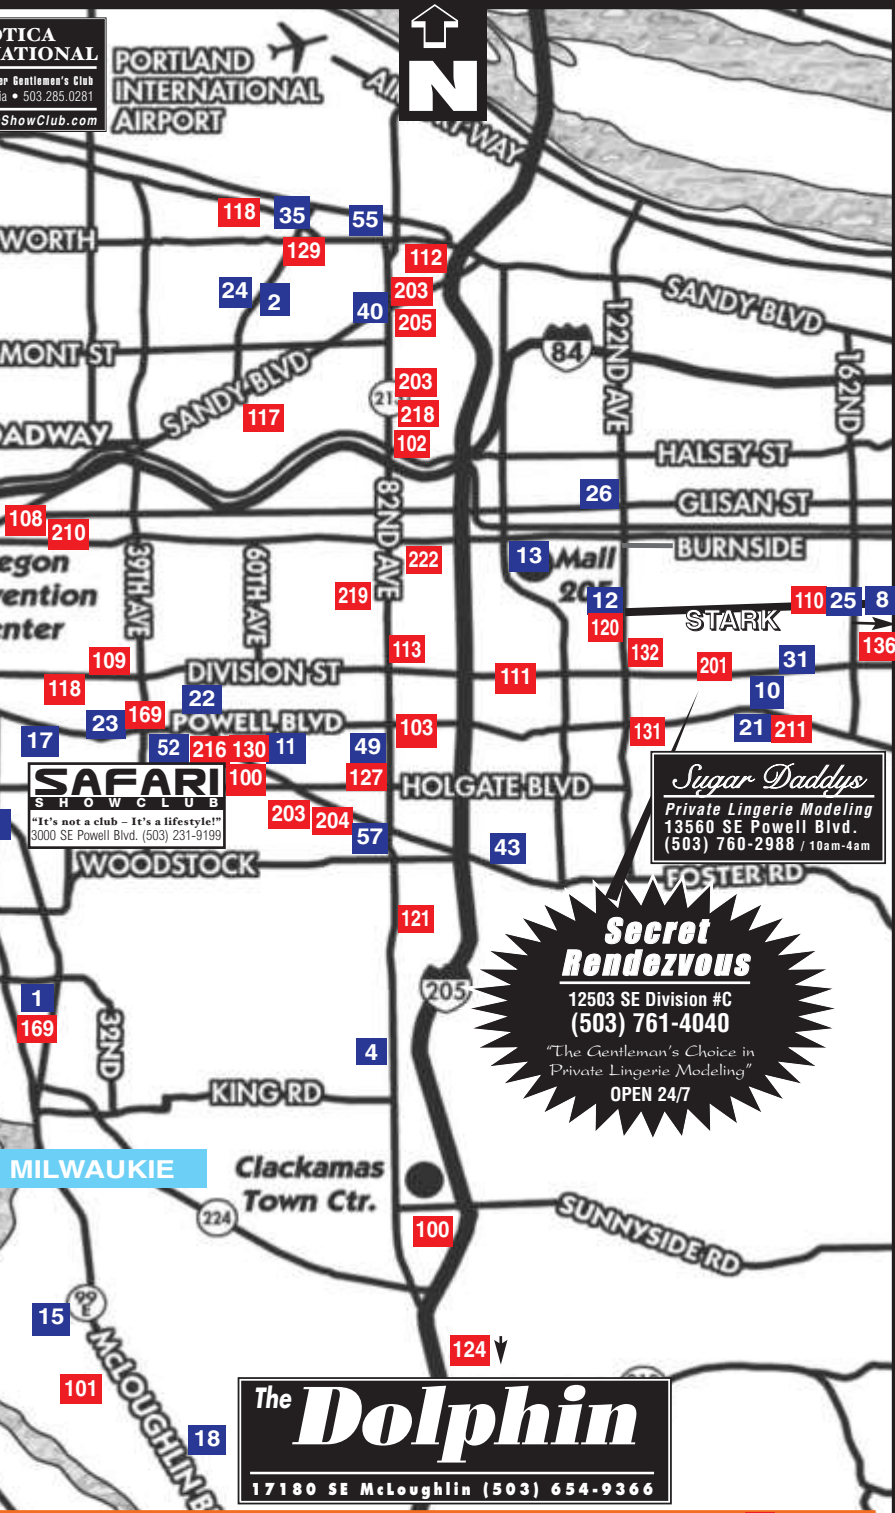 OTICA
NATIONAL
er Gentlemen's Club
ia • 503.285.0281
ShowClub.com
PORTLAND
INTERNATIONAL
AIRPORT
N
WAY
118
35
55
WORTH
129
112
24
2
203
40
205
SANDY BLVD
122ND AVE
84
MONT ST
162ND
203
213
SANDY BLVD
117
218
ADWAY
102
HALSEY ST
82ND AVE
26
GLISAN ST
108
210
BURNSIDE
39TH AVE
60TH AVE
222
13
Mall
205
egon
vention
nter
219
12
110
25
8
120
STARK
136
109
113
132
201
31
DIVISION ST
118
111
10
22
169
23
POWELL BLVD
103
131
21
211
17
52
216
130
11
49
100
127
HOLGATE BLVD
SAFARI
SHOWCLUB
"It's not a club – It's a lifestyle!"
3000 SE Powell Blvd. (503) 231-9199
Sugar Daddys
Private Lingerie Modeling
13560 SE Powell Blvd.
(503) 760-2988 / 10am-4am
203
204
57
43
WOODSTOCK
FOSTER RD
121
Secret
Rendezvous
12503 SE Division #C
(503) 761-4040
"The Gentleman's Choice in
Private Lingerie Modeling"
OPEN 24/7
205
1
169
32ND
4
KING RD
MILWAUKIE
Clackamas
Town Ctr.
224
100
SUNNYSIDE RD
99
E
15
124
101
McLOUGHLIN B
18
The
Dolphin
17180 SE McLoughlin (503) 654-9366